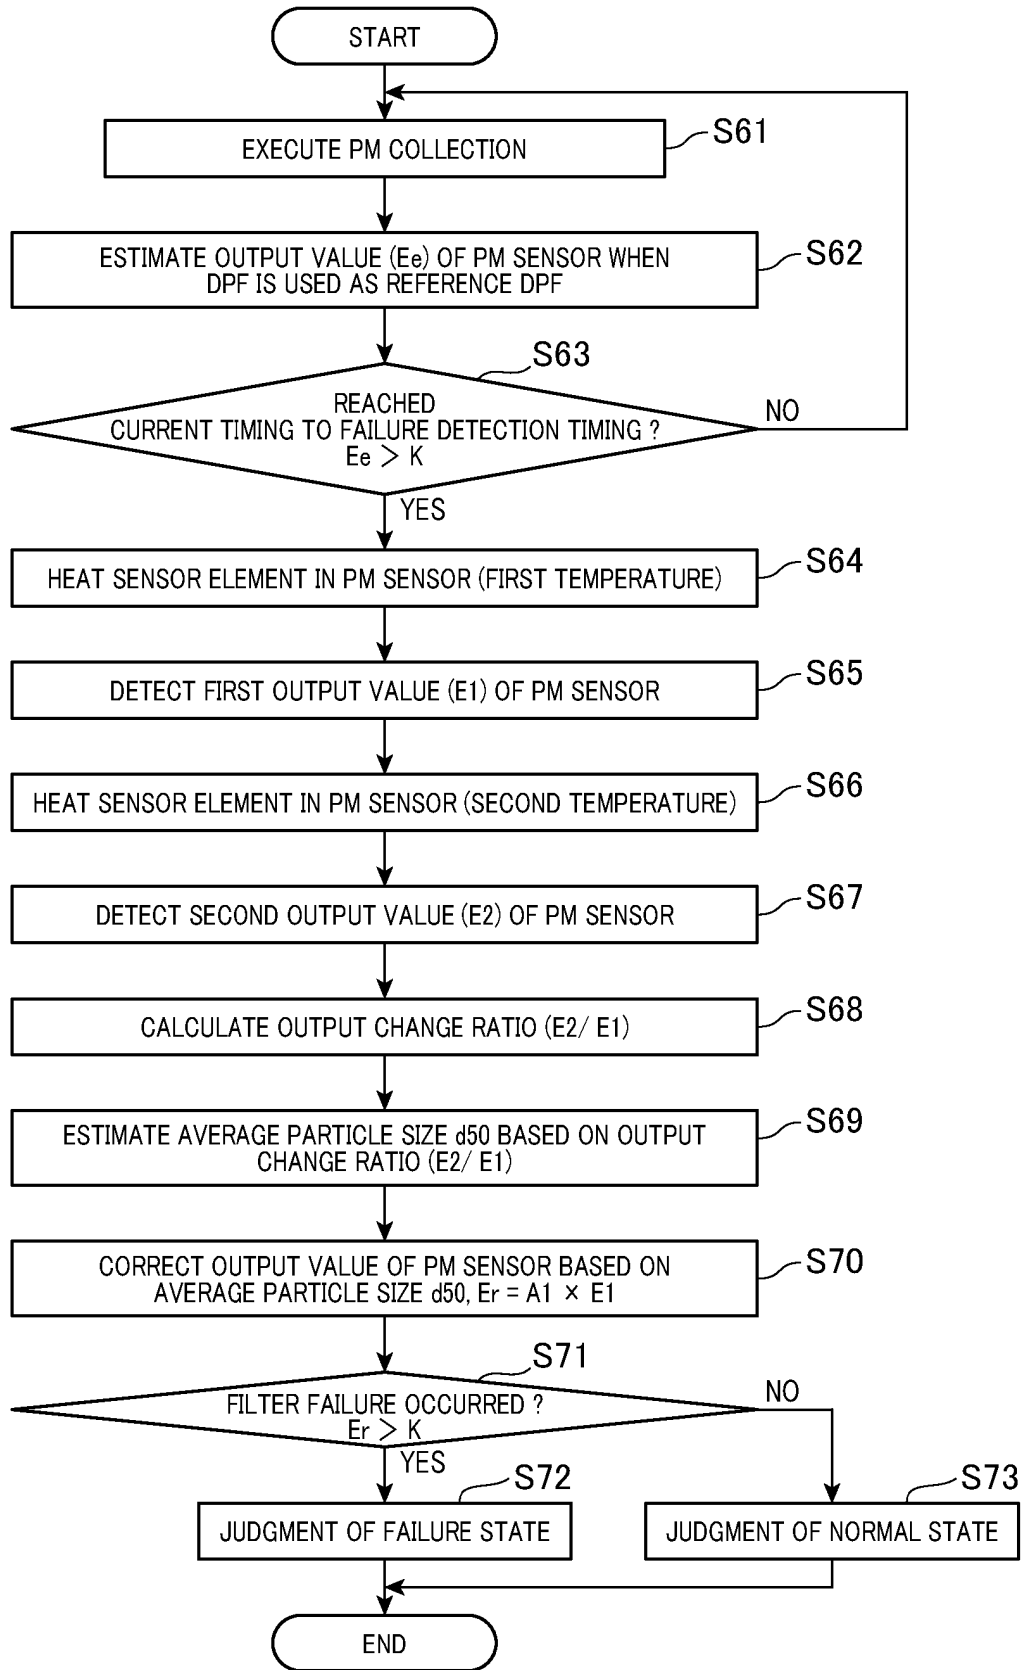 START
EXECUTE PM COLLECTION
S61
ESTIMATE OUTPUT VALUE (Ee) OF PM SENSOR WHEN
DPF IS USED AS REFERENCE DPF
S62
S63
REACHED
CURRENT TIMING TO FAILURE DETECTION TIMING ?
Ee > K
NO
YES
HEAT SENSOR ELEMENT IN PM SENSOR (FIRST TEMPERATURE)
S64
DETECT FIRST OUTPUT VALUE (E1) OF PM SENSOR
S65
HEAT SENSOR ELEMENT IN PM SENSOR (SECOND TEMPERATURE)
S66
DETECT SECOND OUTPUT VALUE (E2) OF PM SENSOR
S67
CALCULATE OUTPUT CHANGE RATIO (E2/ E1)
S68
ESTIMATE AVERAGE PARTICLE SIZE d50 BASED ON OUTPUT
CHANGE RATIO (E2/ E1)
S69
CORRECT OUTPUT VALUE OF PM SENSOR BASED ON
AVERAGE PARTICLE SIZE d50, Er = A1 × E1
S70
S71
FILTER FAILURE OCCURRED ?
Er > K
NO
YES
S72
JUDGMENT OF FAILURE STATE
S73
JUDGMENT OF NORMAL STATE
END